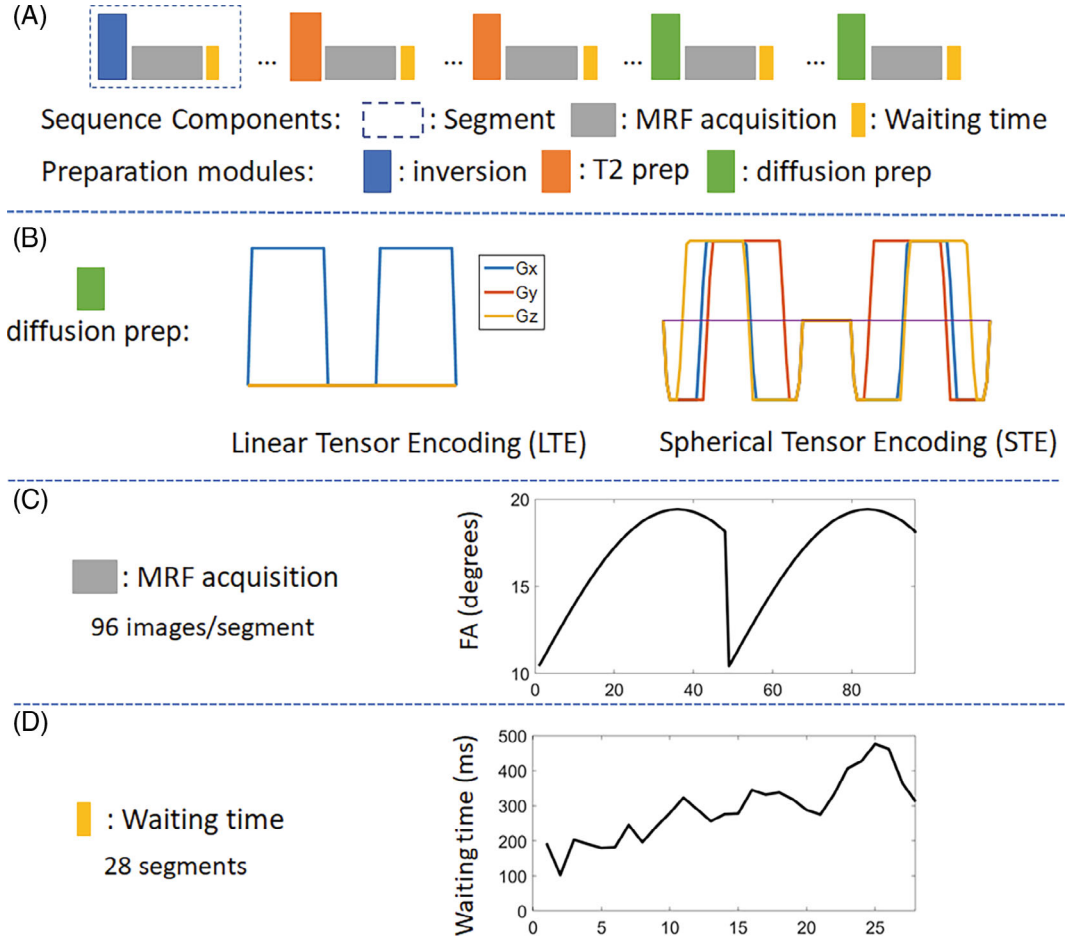 (A)
... ... ... ...
Sequence Components: : Segment : MRF acquisition : Waiting time
Preparation modules: : inversion : T2 prep : diffusion prep
(B)
diffusion prep:
Gx
Gy
Gz
Linear Tensor Encoding (LTE)
Spherical Tensor Encoding (STE)
(C)
: MRF acquisition
96 images/segment
FA (degrees)
20
15
10
0 20 40 60 80
(D)
: Waiting time
28 segments
Waiting time (ms)
500
400
300
200
100
0
0 5 10 15 20 25